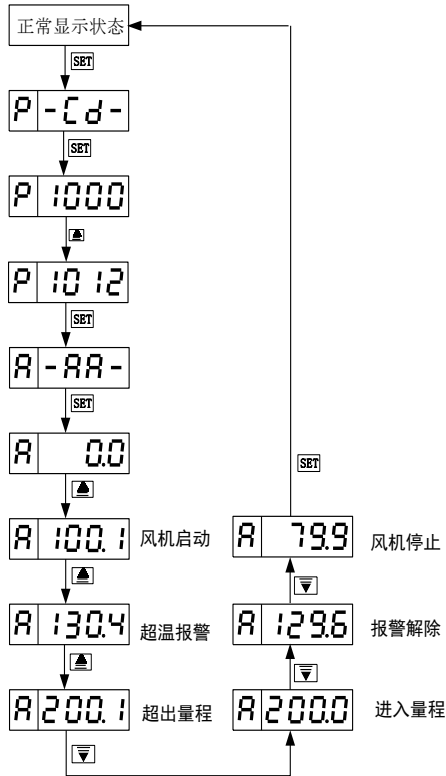 正常显示状态
SET
P -Cd-
SET
P 1000
P 1012
SET
A -AA-
SET
A 0.0
A 100.1 风机启动
A 130.4 超温报警
A 200.1 超出量程
A 200.0 进入量程
A 129.6 报警解除
A 79.9 风机停止
SET